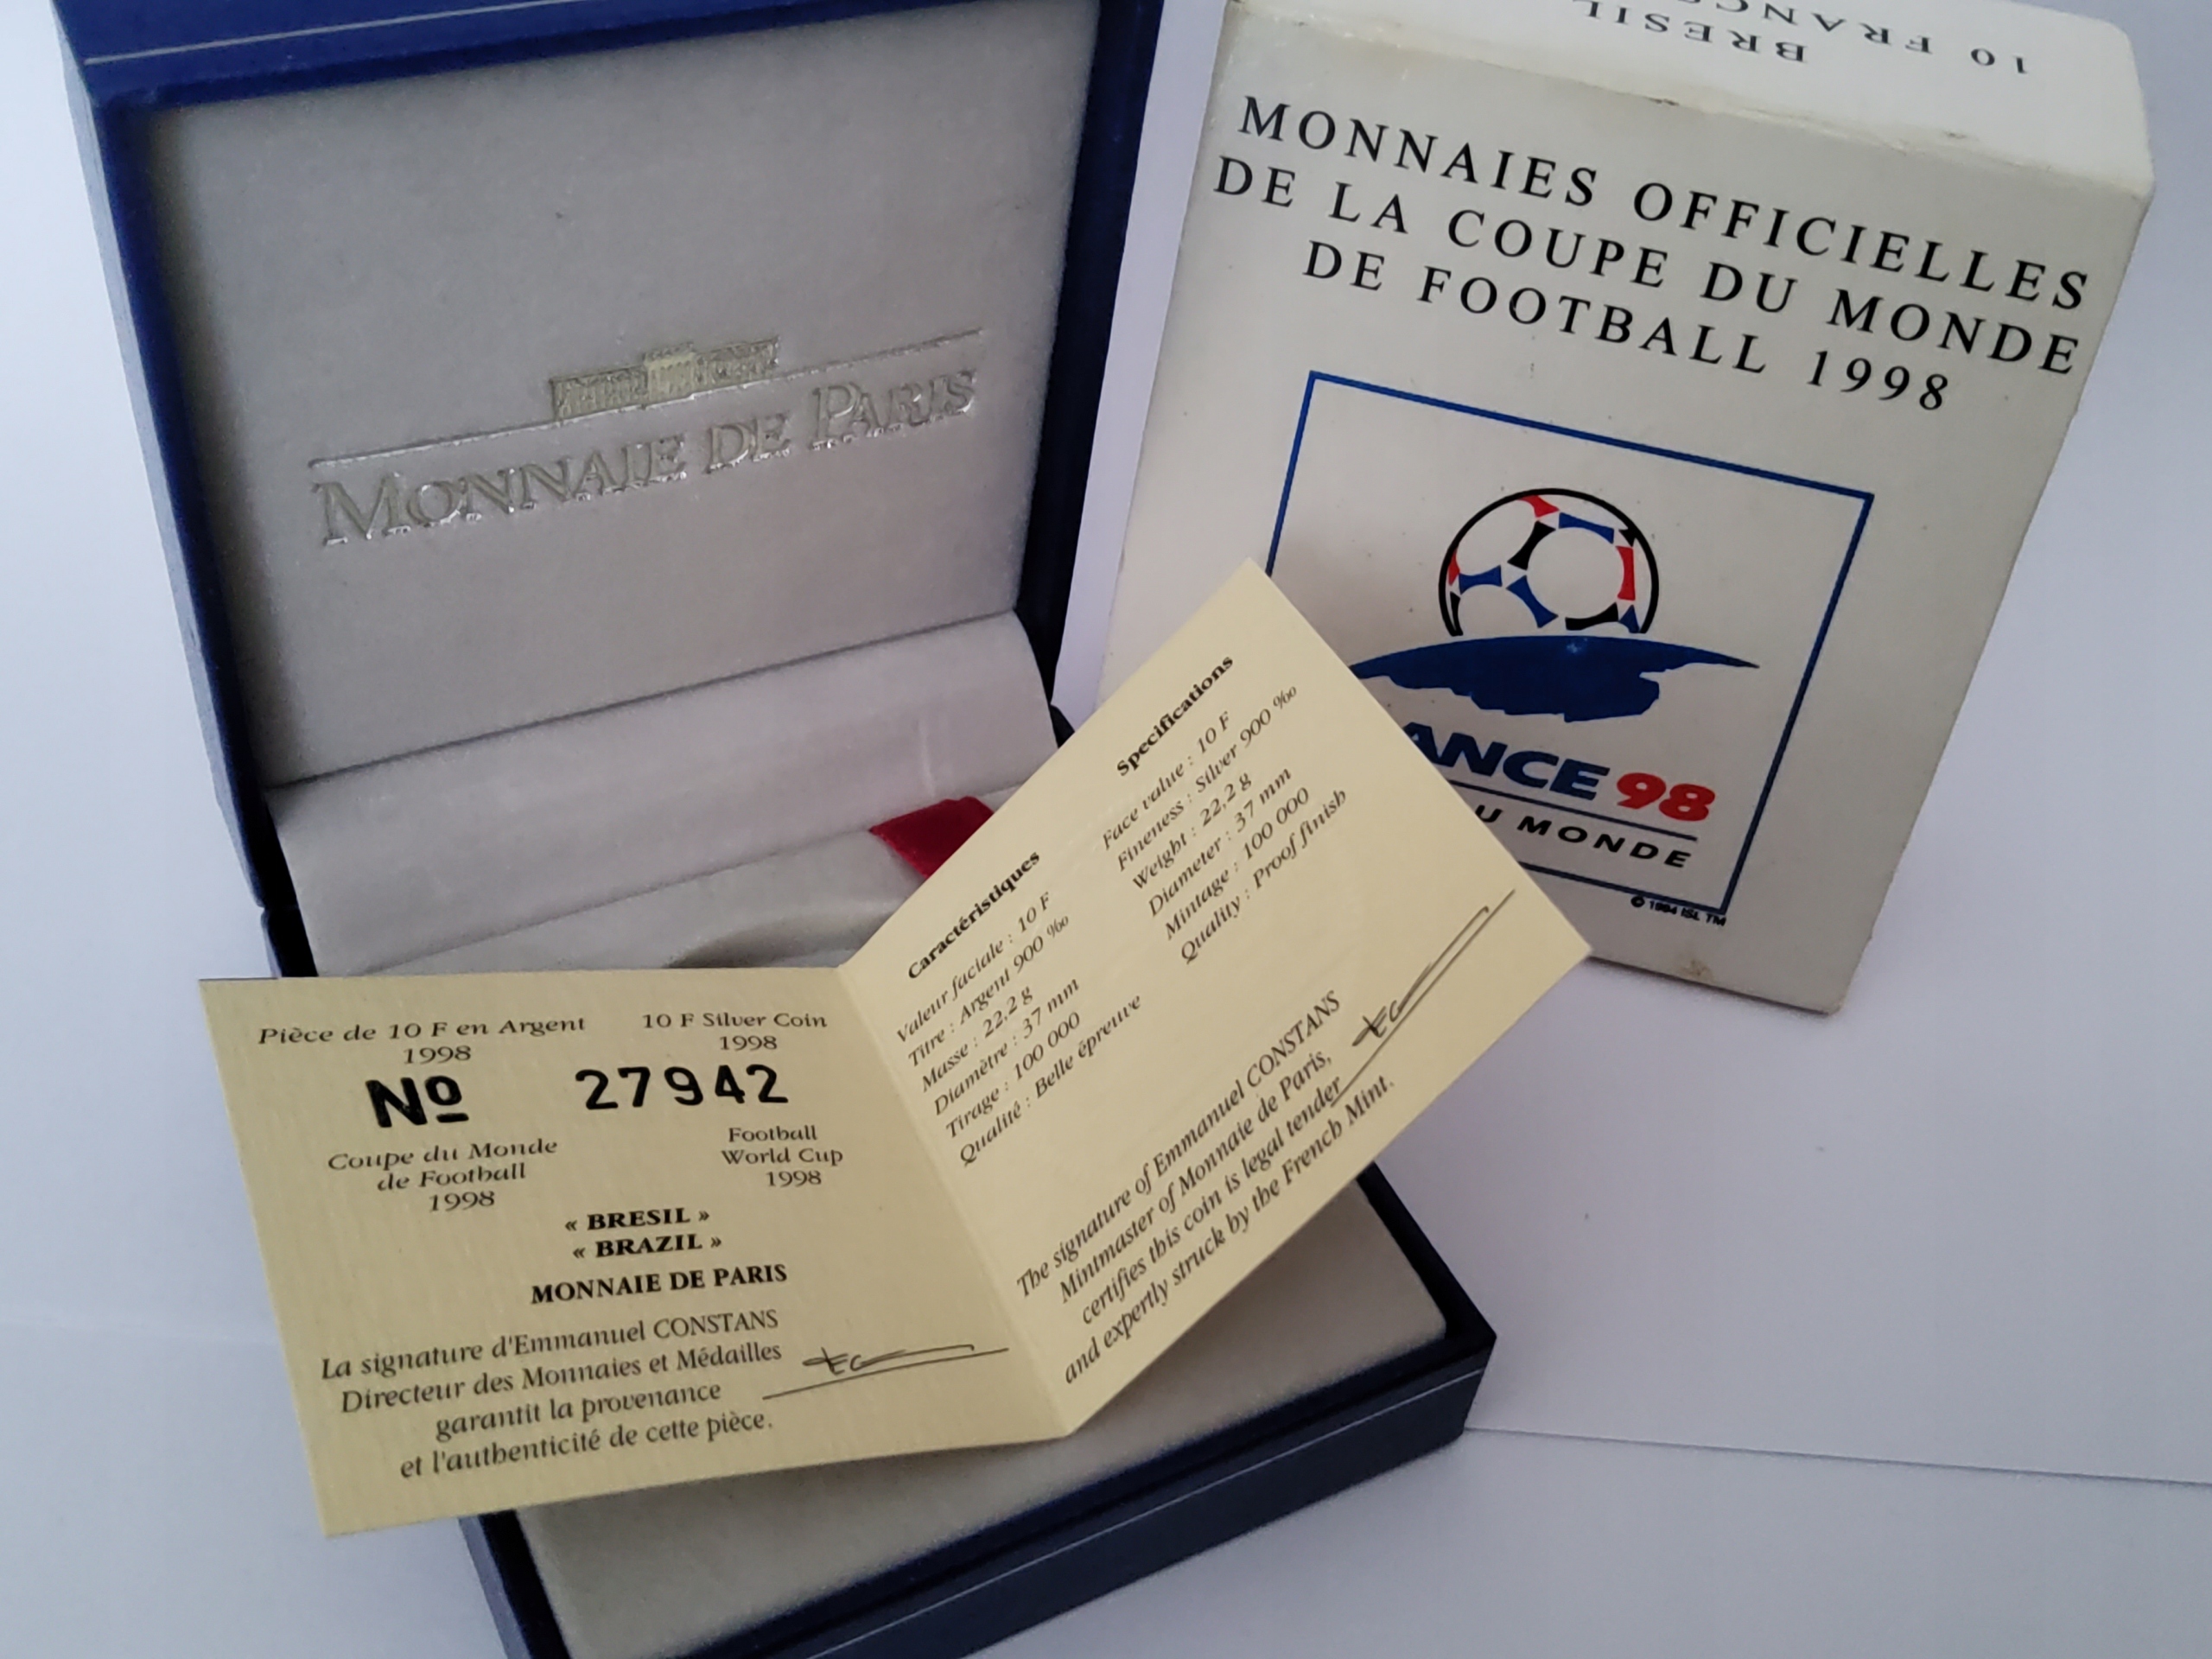 MONNAIE DE PARIS
10 FRANCS
BRESIL
MONNAIES OFFICIELLES
DE LA COUPE DU MONDE
DE FOOTBALL 1998
ANCE 98
U MONDE
© 1994 ISL TM
Pièce de 10 F en Argent
1998
10 F Silver Coin
1998
Nº 27942
Coupe du Monde
de Football
1998
Football
World Cup
1998
« BRESIL »
« BRAZIL »
MONNAIE DE PARIS
La signature d'Emmanuel CONSTANS
Directeur des Monnaies et Médailles
garantit la provenance
et l'authenticité de cette pièce.
Caractéristiques
Valeur faciale : 10 F
Titre : Argent 900 ‰
Masse : 22,2 g
Diamètre : 37 mm
Tirage : 100 000
Qualité : Belle épreuve
Specifications
Face value : 10 F
Fineness : Silver 900 ‰
Weight : 22,2 g
Diameter : 37 mm
Mintage : 100 000
Quality : Proof finish
The signature of Emmanuel CONSTANS
Mintmaster of Monnaie de Paris,
certifies this coin is legal tender
and expertly struck by the French Mint.